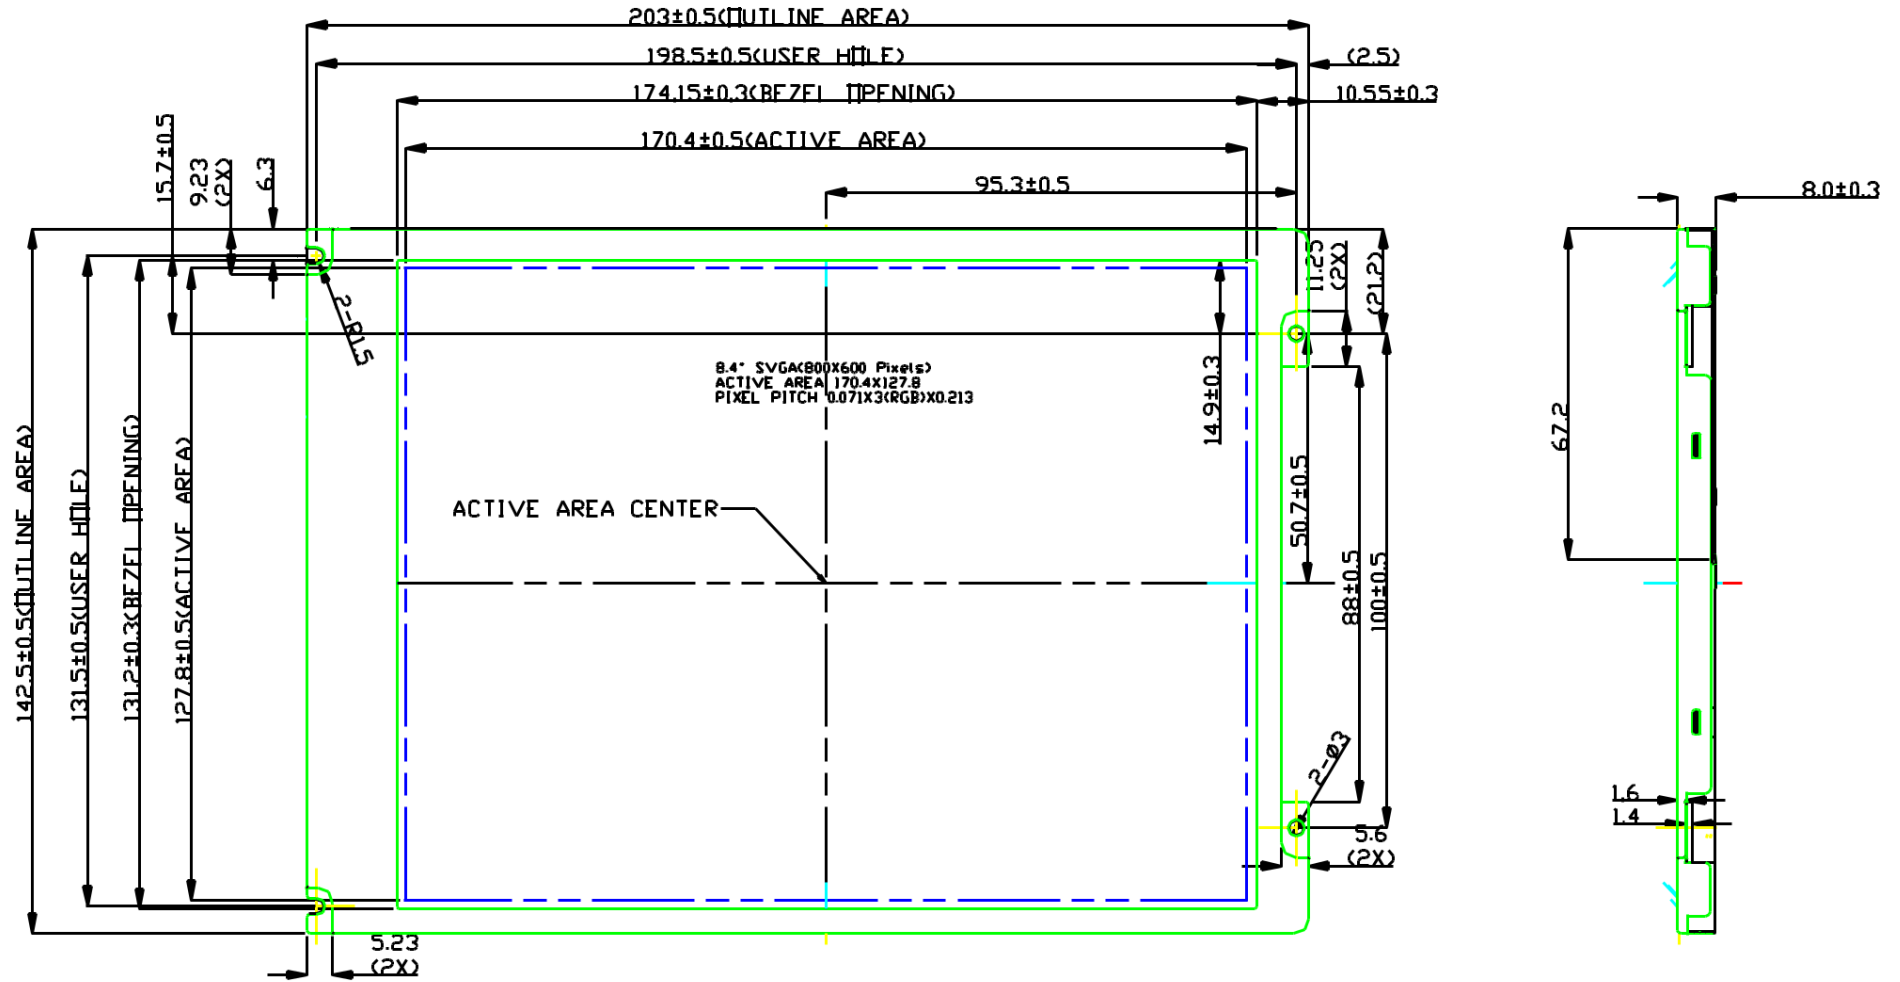 203±0.5(OUTLINE AREA)
198.5±0.5(USER HOLE)
(2.5)
174.15±0.3(BEZEL OPENING)
10.55±0.3
170.4±0.5(ACTIVE AREA)
95.3±0.5
15.7±0.5
9.23
(2X)
6.3
8.0±0.3
11.25
(2X)
(21.2)
2-R1.5
14.9±0.3
8.4" SVGA(800X600 Pixels)
ACTIVE AREA 170.4X127.8
PIXEL PITCH 0.071X3(RGB)X0.213
67.2
ACTIVE AREA CENTER
50.7±0.5
88±0.5
100±0.5
142.5±0.5(OUTLINE AREA)
131.5±0.5(USER HOLE)
131.2±0.3(BEZEL OPENING)
127.8±0.5(ACTIVE AREA)
2-ø3
1.6
1.4
5.6
(2X)
5.23
(2X)